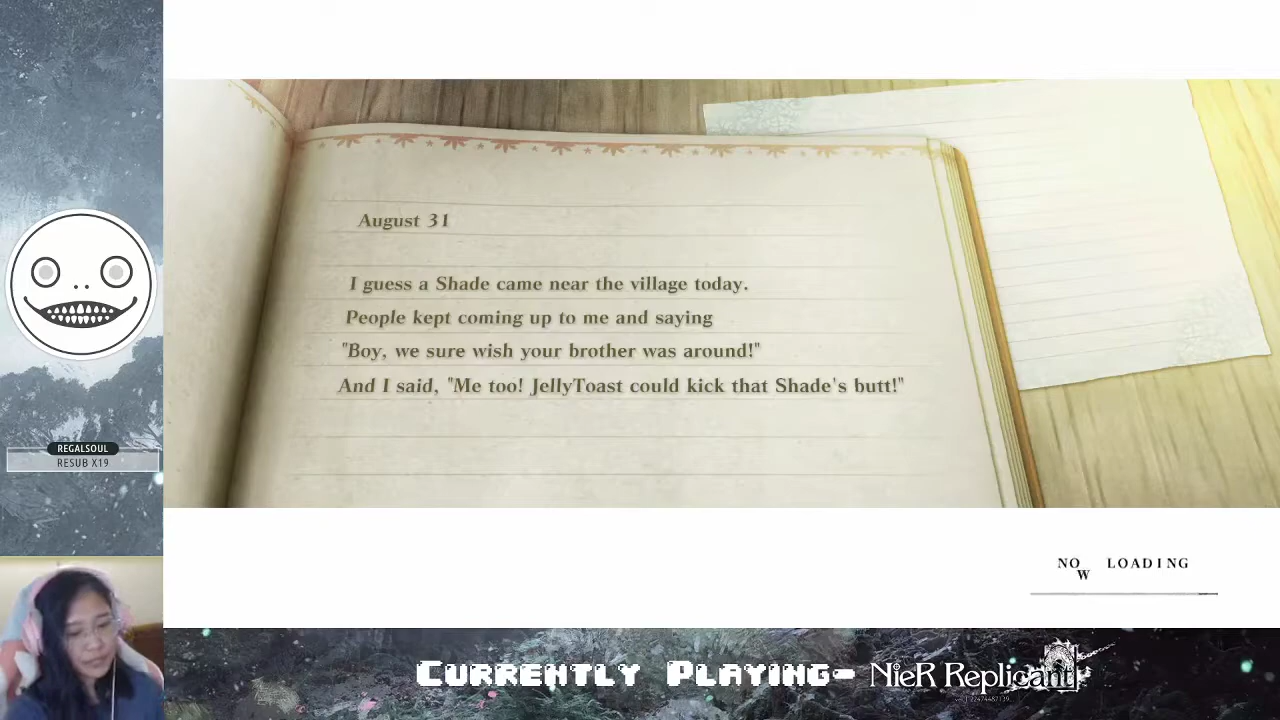 August 31
I guess a Shade came near the village today.
People kept coming up to me and saying
"Boy, we sure wish your brother was around!"
And I said, "Me too! JellyToast could kick that Shade's butt!"
REGALSOUL
RESUB X19
NOW LOADING
CURRENTLY PLAYING-
NieR Replicant